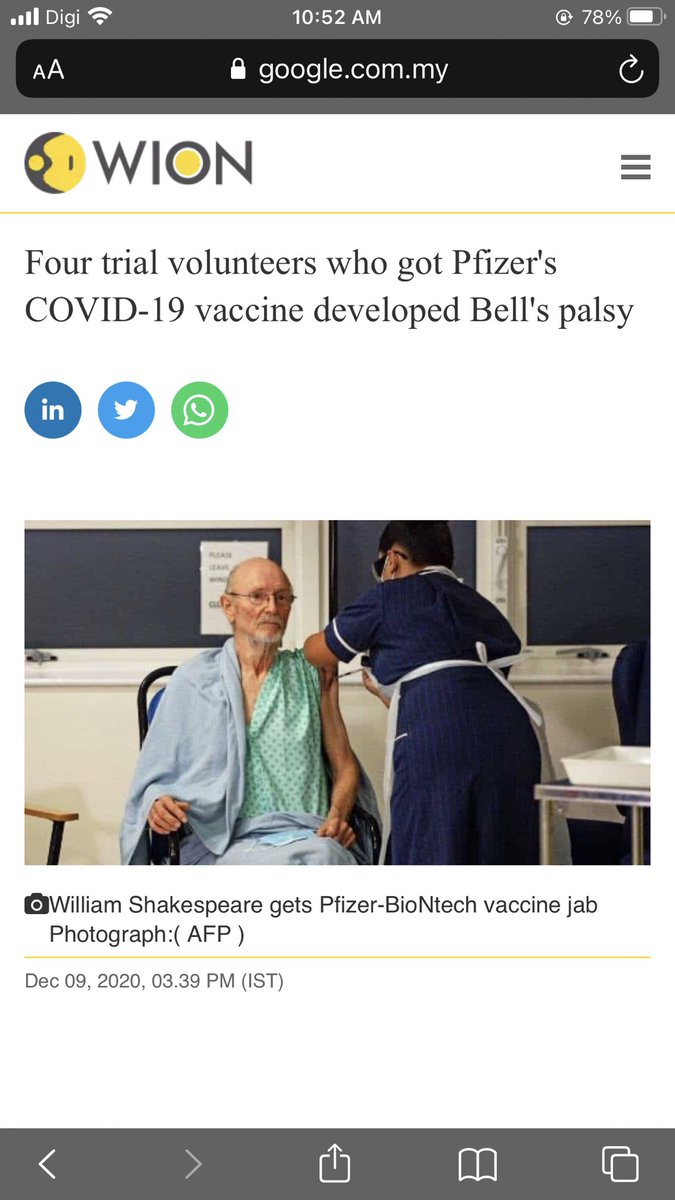 Digi 10:52 AM 78%
AA google.com.my
WION
Four trial volunteers who got Pfizer's
COVID-19 vaccine developed Bell's palsy
in
PLEASE
LEAVE
William Shakespeare gets Pfizer-BioNtech vaccine jab
Photograph:( AFP )
Dec 09, 2020, 03.39 PM (IST)